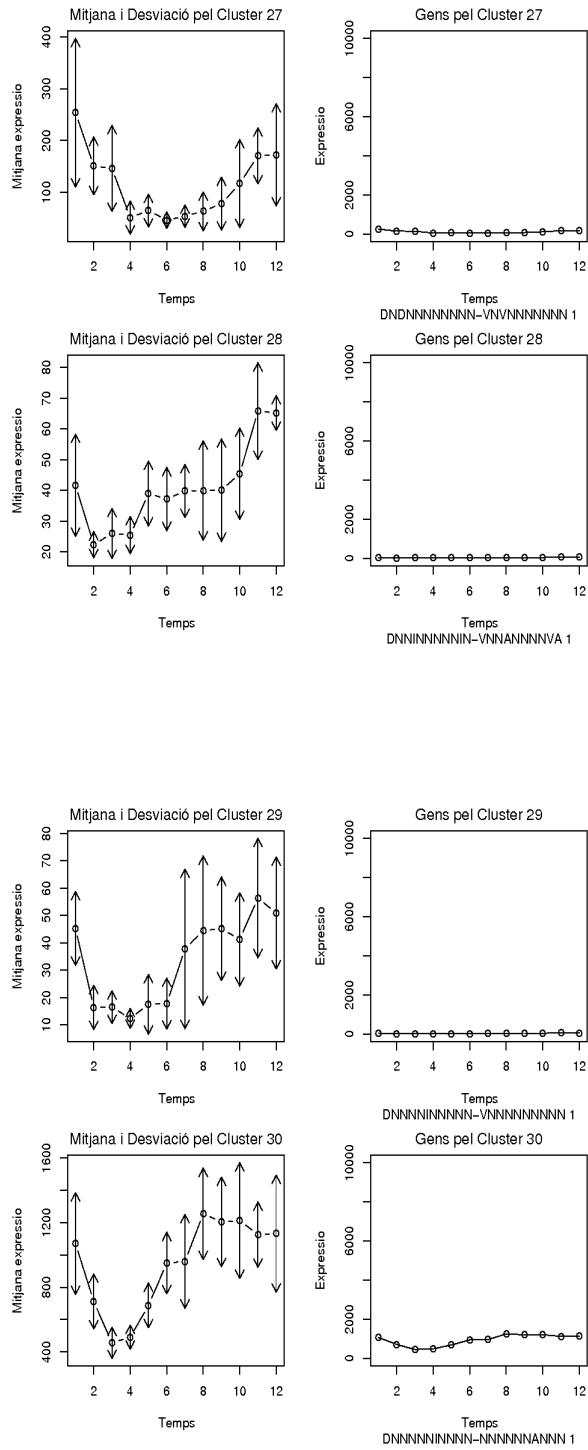 Mitjana i Desviació pel Cluster 27
Gens pel Cluster 27
Mitjana expressio
400
200
100
2 4 6 8 10 12
Temps
Expressio
10000
6000
2000
0
2 4 6 8 10 12
Temps
DNDNNNNNNNN-VNVNNNNNNN 1
Mitjana i Desviació pel Cluster 28
Gens pel Cluster 28
Mitjana expressio
80
70
60
50
40
30
20
2 4 6 8 10 12
Temps
Expressio
10000
6000
2000
0
2 4 6 8 10 12
Temps
DNNINNNNNIN-VNNANNNNVA 1
Mitjana i Desviació pel Cluster 29
Gens pel Cluster 29
Mitjana expressio
80
70
60
50
40
30
20
10
2 4 6 8 10 12
Temps
Expressio
10000
6000
2000
0
2 4 6 8 10 12
Temps
DNNNNINNNNN-VNNNNNNNNN 1
Mitjana i Desviació pel Cluster 30
Gens pel Cluster 30
Mitjana expressio
1600
1200
800
400
2 4 6 8 10 12
Temps
Expressio
10000
6000
2000
0
2 4 6 8 10 12
Temps
DNNNNNINNNN-NNNNNNANNN 1